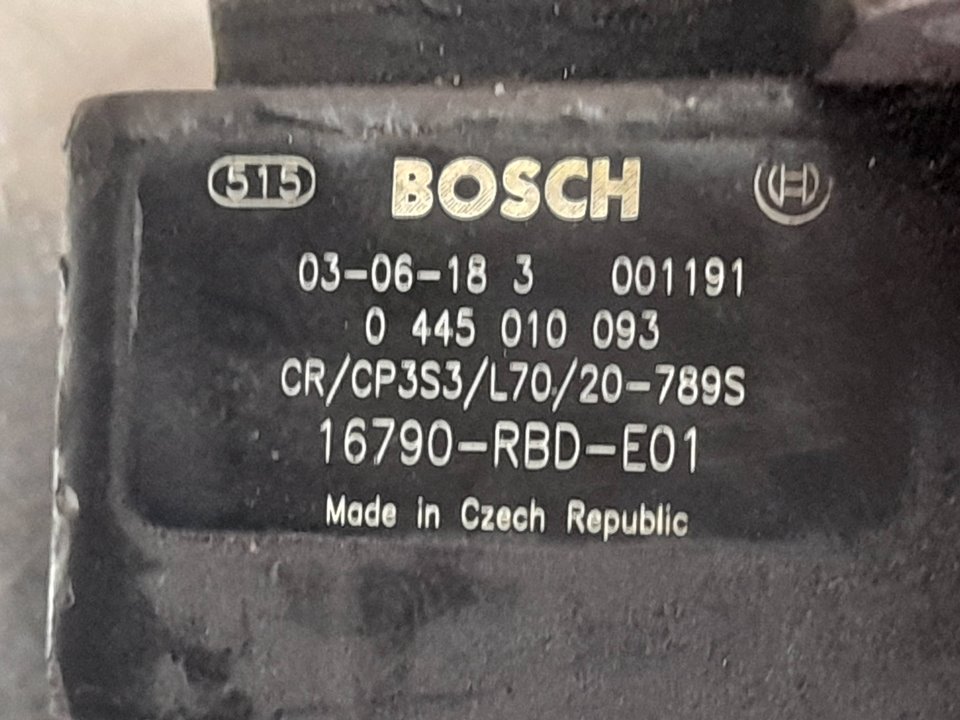 515 BOSCH H
03-06-18 3 001191
0 445 010 093
CR/CP3S3/L70/20-789S
16790-RBD-E01
Made in Czech Republic